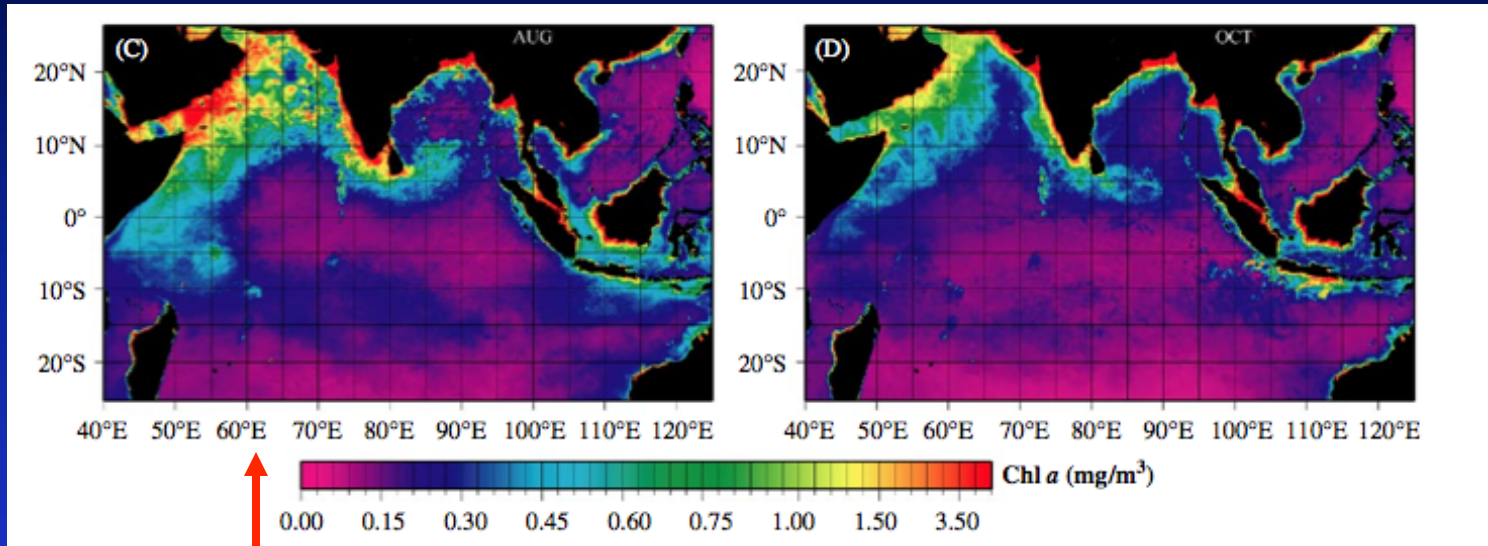 (C) AUG
20°N
10°N
0°
10°S
20°S
40°E 50°E 60°E 70°E 80°E 90°E 100°E 110°E 120°E
(D) OCT
20°N
10°N
0°
10°S
20°S
40°E 50°E 60°E 70°E 80°E 90°E 100°E 110°E 120°E
Chl a (mg/m³)
0.00 0.15 0.30 0.45 0.60 0.75 1.00 1.50 3.50